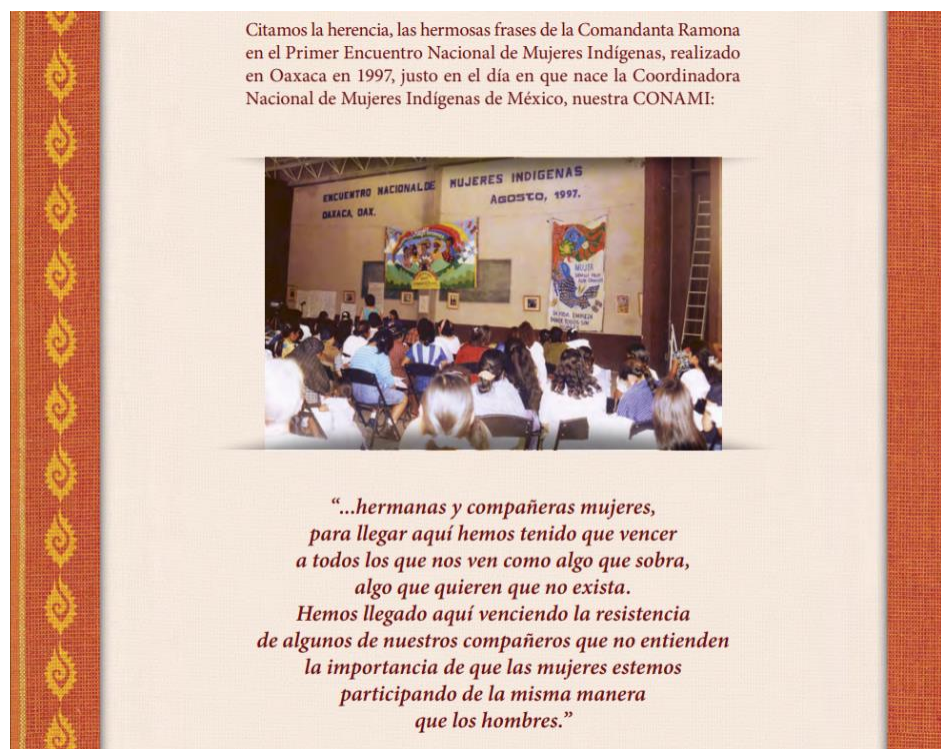 Citamos la herencia, las hermosas frases de la Comandanta Ramona
en el Primer Encuentro Nacional de Mujeres Indígenas, realizado
en Oaxaca en 1997, justo en el día en que nace la Coordinadora
Nacional de Mujeres Indígenas de México, nuestra CONAMI:
ENCUENTRO NACIONAL DE MUJERES INDIGENAS
OAXACA, OAX. AGOSTO, 1997.
MUJER
“...hermanas y compañeras mujeres,
para llegar aquí hemos tenido que vencer
a todos los que nos ven como algo que sobra,
algo que quieren que no exista.
Hemos llegado aquí venciendo la resistencia
de algunos de nuestros compañeros que no entienden
la importancia de que las mujeres estemos
participando de la misma manera
que los hombres.”